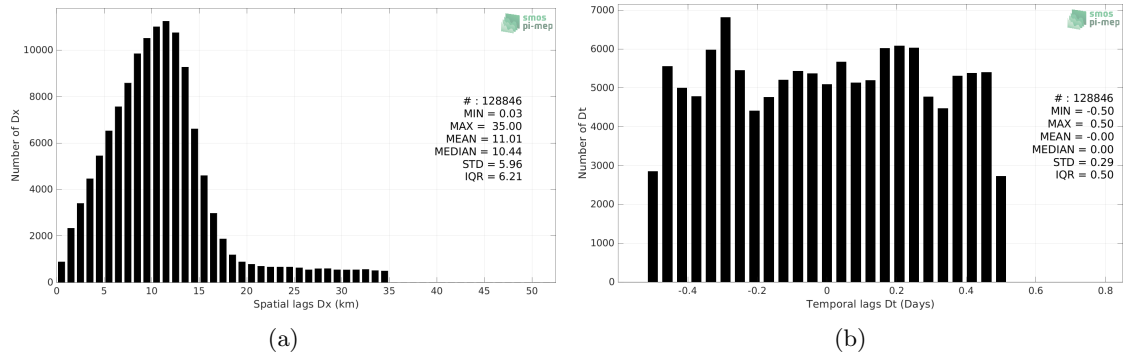 smos
pi-mep
10000
8000
6000
4000
2000
0
Number of Dx
# : 128846
MIN = 0.03
MAX = 35.00
MEAN = 11.01
MEDIAN = 10.44
STD = 5.96
IQR = 6.21
0 5 10 15 20 25 30 35 40 45 50
Spatial lags Dx (km)
(a)
smos
pi-mep
7000
6000
5000
4000
3000
2000
1000
0
Number of Dt
# : 128846
MIN = -0.50
MAX = 0.50
MEAN = -0.00
MEDIAN = 0.00
STD = 0.29
IQR = 0.50
-0.4 -0.2 0 0.2 0.4 0.6 0.8
Temporal lags Dt (Days)
(b)